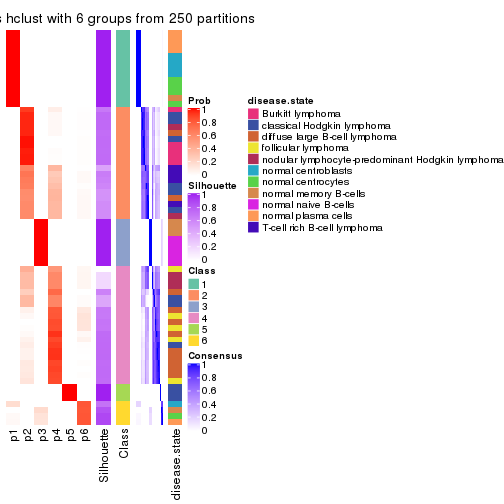 s hclust with 6 groups from 250 partitions
Prob
1
0.8
0.6
0.4
0.2
0
Silhouette
1
0.8
0.6
0.4
0.2
0
Class
1
2
3
4
5
6
Consensus
1
0.8
0.6
0.4
0.2
0
disease.state
Burkitt lymphoma
classical Hodgkin lymphoma
diffuse large B-cell lymphoma
follicular lymphoma
nodular lymphocyte-predominant Hodgkin lymphoma
normal centroblasts
normal centrocytes
normal memory B-cells
normal naive B-cells
normal plasma cells
T-cell rich B-cell lymphoma
p1
p2
p3
p4
p5
p6
Silhouette
Class
disease.state